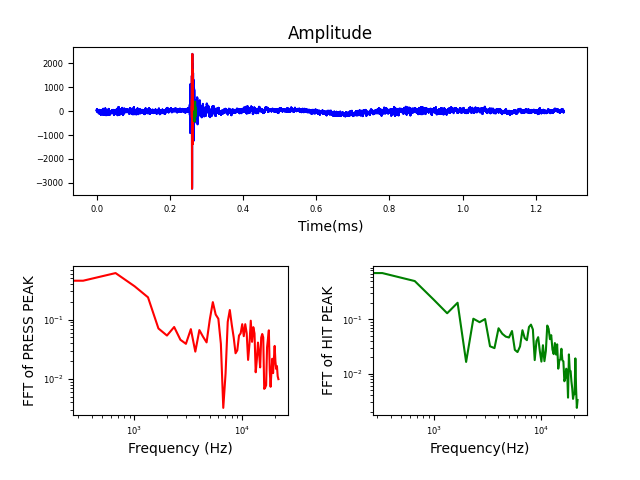 Amplitude
2000
1000
0
−1000
−2000
−3000
0.0 0.2 0.4 0.6 0.8 1.0 1.2
Time(ms)
FFT of PRESS PEAK
10⁻¹
10⁻²
10³ 10⁴
Frequency (Hz)
FFT of HIT PEAK
10⁻¹
10⁻²
10³ 10⁴
Frequency(Hz)